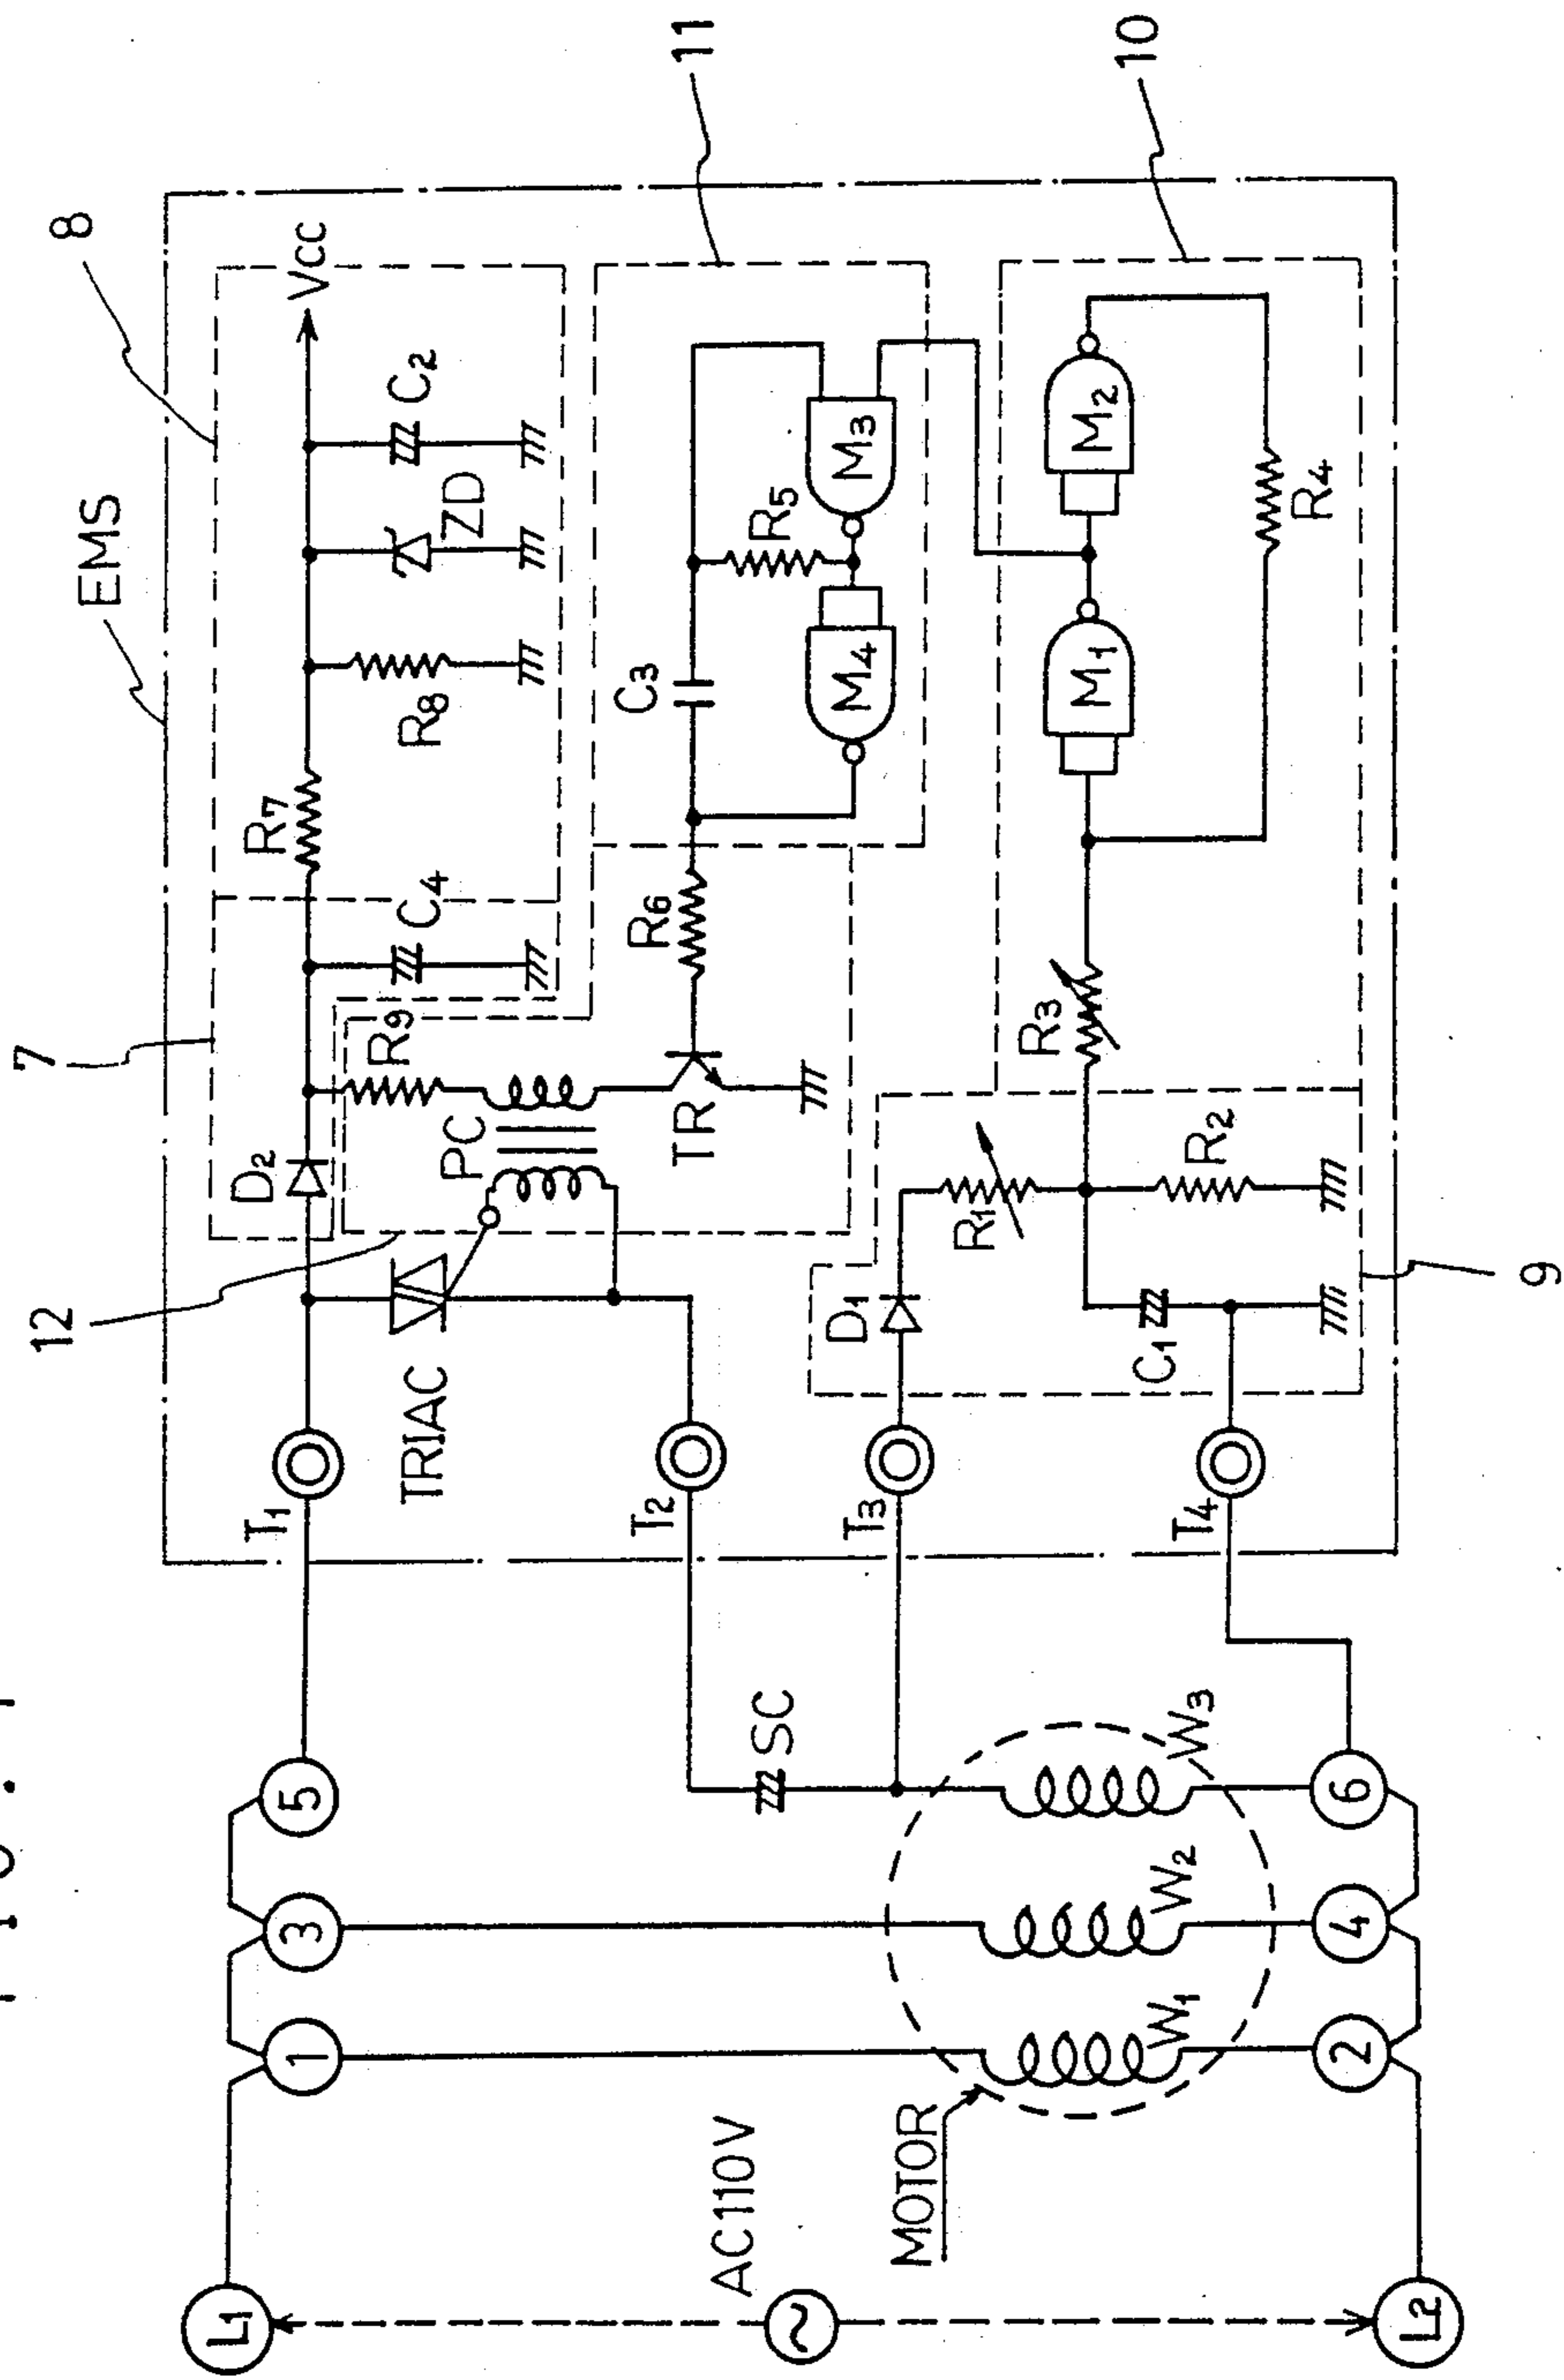 7
12
8
EMS
L1
1
3
5
T1
D2
R7
Vcc
TRIAC
C4
R9
R8
ZD
C2
PC
TR
R6
C3
11
T2
AC110V
SC
R5
M4
M3
MOTOR
T3
D1
R1
R3
M1
M2
10
W1
W2
W3
T4
C1
R2
R4
2
4
6
L2
9